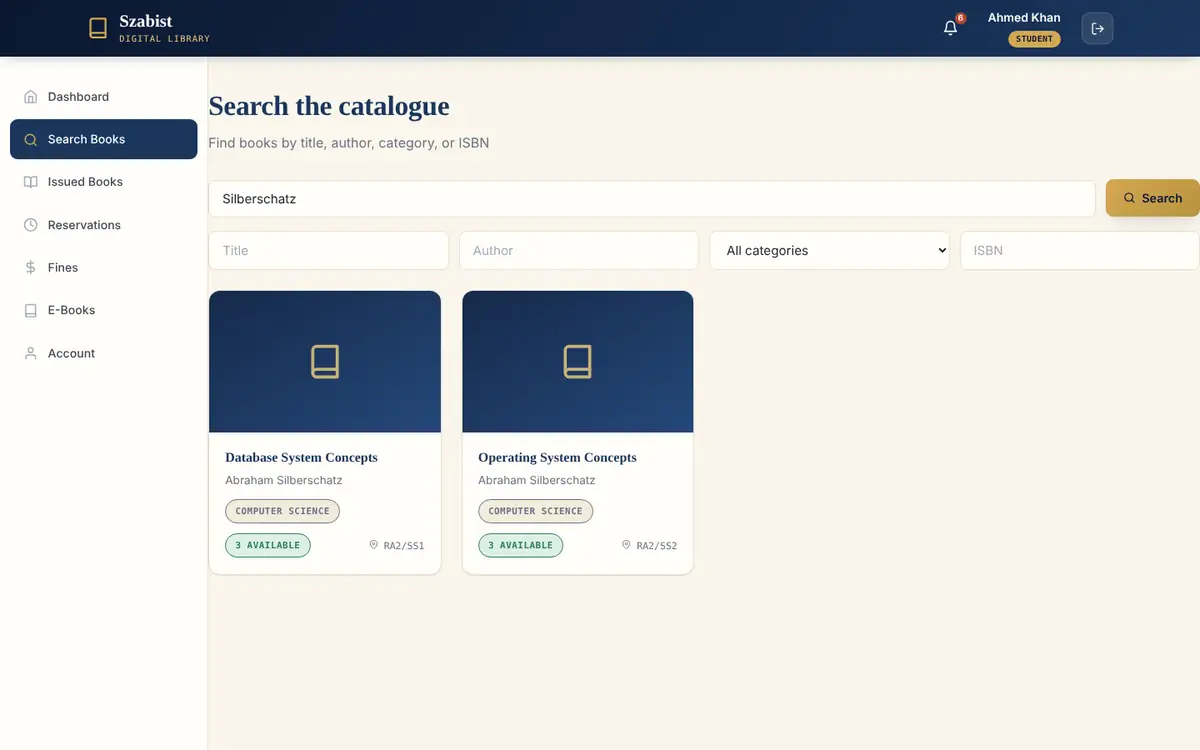 Szabist
DIGITAL LIBRARY
6
Ahmed Khan
STUDENT
Dashboard
Search Books
Issued Books
Reservations
Fines
E-Books
Account
Search the catalogue
Find books by title, author, category, or ISBN
Silberschatz
Search
Title
Author
All categories
ISBN
Database System Concepts
Abraham Silberschatz
COMPUTER SCIENCE
3 AVAILABLE
RA2/SS1
Operating System Concepts
Abraham Silberschatz
COMPUTER SCIENCE
3 AVAILABLE
RA2/SS2